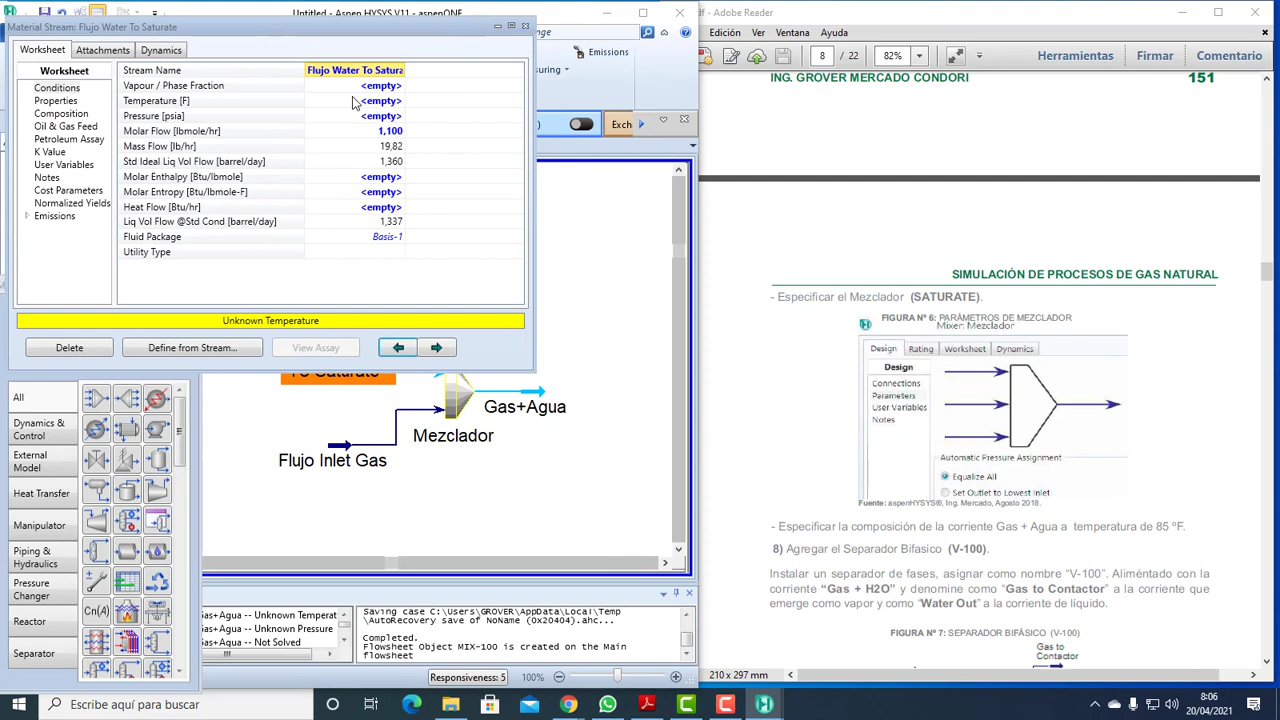 Untitled - Aspen HYSYS V11 - aspenONE
Material Stream: Flujo Water To Saturate
Worksheet Attachments Dynamics
Worksheet
Conditions
Properties
Composition
Oil & Gas Feed
Petroleum Assay
K Value
User Variables
Notes
Cost Parameters
Normalized Yields
Emissions
Stream Name Flujo Water To Satura
Vapour / Phase Fraction <empty>
Temperature [F] <empty>
Pressure [psia] <empty>
Molar Flow [lbmole/hr] 1,100
Mass Flow [lb/hr] 19,82
Std Ideal Liq Vol Flow [barrel/day] 1,360
Molar Enthalpy [Btu/lbmole] <empty>
Molar Entropy [Btu/lbmole-F] <empty>
Heat Flow [Btu/hr] <empty>
Liq Vol Flow @Std Cond [barrel/day] 1,337
Fluid Package Basis-1
Utility Type
Unknown Temperature
Delete Define from Stream... View Assay
nge
Emissions
uring
) Exch
To Saturate
Gas+Agua
Mezclador
Flujo Inlet Gas
All
Dynamics &
Control
External
Model
Heat Transfer
Manipulator
Piping &
Hydraulics
Pressure
Changer
Reactor
Separator
Cn(A)
Gas+Agua -- Unknown Temperat
Gas+Agua -- Unknown Pressure
Gas+Agua -- Not Solved
Saving case C:\Users\GROVER\AppData\Local\Temp
\AutoRecovery save of NoName (0x20404).ahc...
Completed.
Flowsheet Object MIX-100 is created on the Main
flowsheet
Responsiveness: 5 100%
.pdf - Adobe Reader
Edición Ver Ventana Ayuda
8 / 22 82% Herramientas Firmar Comentario
ING. GROVER MERCADO CONDORI 151
SIMULACIÓN DE PROCESOS DE GAS NATURAL
- Especificar el Mezclador (SATURATE).
FIGURA Nº 6: PARÁMETROS DE MEZCLADOR
Mixer: Mezclador
Design Rating Worksheet Dynamics
Design
Connections
Parameters
User Variables
Notes
Automatic Pressure Assignment
Equalize All
Set Outlet to Lowest Inlet
Fuente: aspenHYSYS®, Ing. Mercado, Agosto 2018.
- Especificar la composición de la corriente Gas + Agua a temperatura de 85 ºF.
8) Agregar el Separador Bifasico (V-100).
Instalar un separador de fases, asignar como nombre “V-100”. Aliméntado con la
corriente “Gas + H2O” y denomine como “Gas to Contactor” a la corriente que
emerge como vapor y como “Water Out” a la corriente de líquido.
FIGURA Nº 7: SEPARADOR BIFÁSICO (V-100)
Gas to
Contactor
210 x 297 mm
Escribe aquí para buscar
8:06
20/04/2021